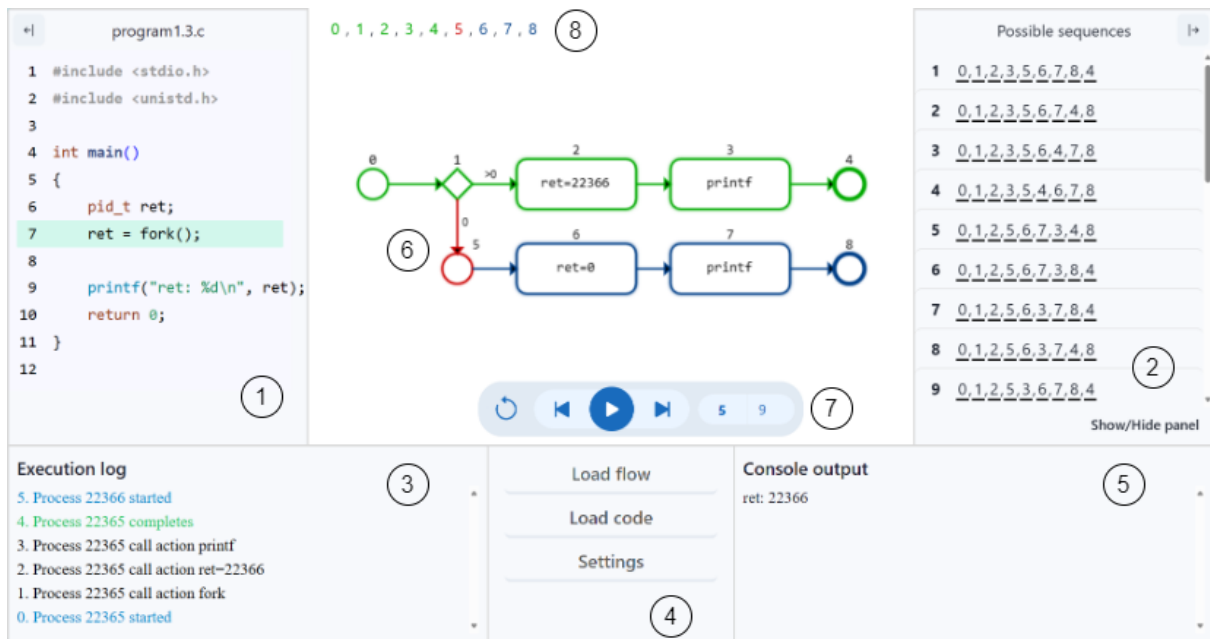 program1.3.c
1 #include <stdio.h>
2 #include <unistd.h>
3
4 int main()
5 {
6 pid_t ret;
7 ret = fork();
8
9 printf("ret: %d\n", ret);
10 return 0;
11 }
12
1
0 , 1 , 2 , 3 , 4 , 5 , 6 , 7 , 8
8
0
1
>0
2
ret=22366
3
printf
4
0
5
6
6
ret=0
7
printf
8
5 9
7
Possible sequences
1 0,1,2,3,5,6,7,8,4
2 0,1,2,3,5,6,7,4,8
3 0,1,2,3,5,6,4,7,8
4 0,1,2,3,5,4,6,7,8
5 0,1,2,5,6,7,3,4,8
6 0,1,2,5,6,7,3,8,4
7 0,1,2,5,6,3,7,8,4
8 0,1,2,5,6,3,7,4,8
9 0,1,2,5,3,6,7,8,4
2
Show/Hide panel
Execution log
3
5. Process 22366 started
4. Process 22365 completes
3. Process 22365 call action printf
2. Process 22365 call action ret=22366
1. Process 22365 call action fork
0. Process 22365 started
Load flow
Load code
Settings
4
Console output
ret: 22366
5